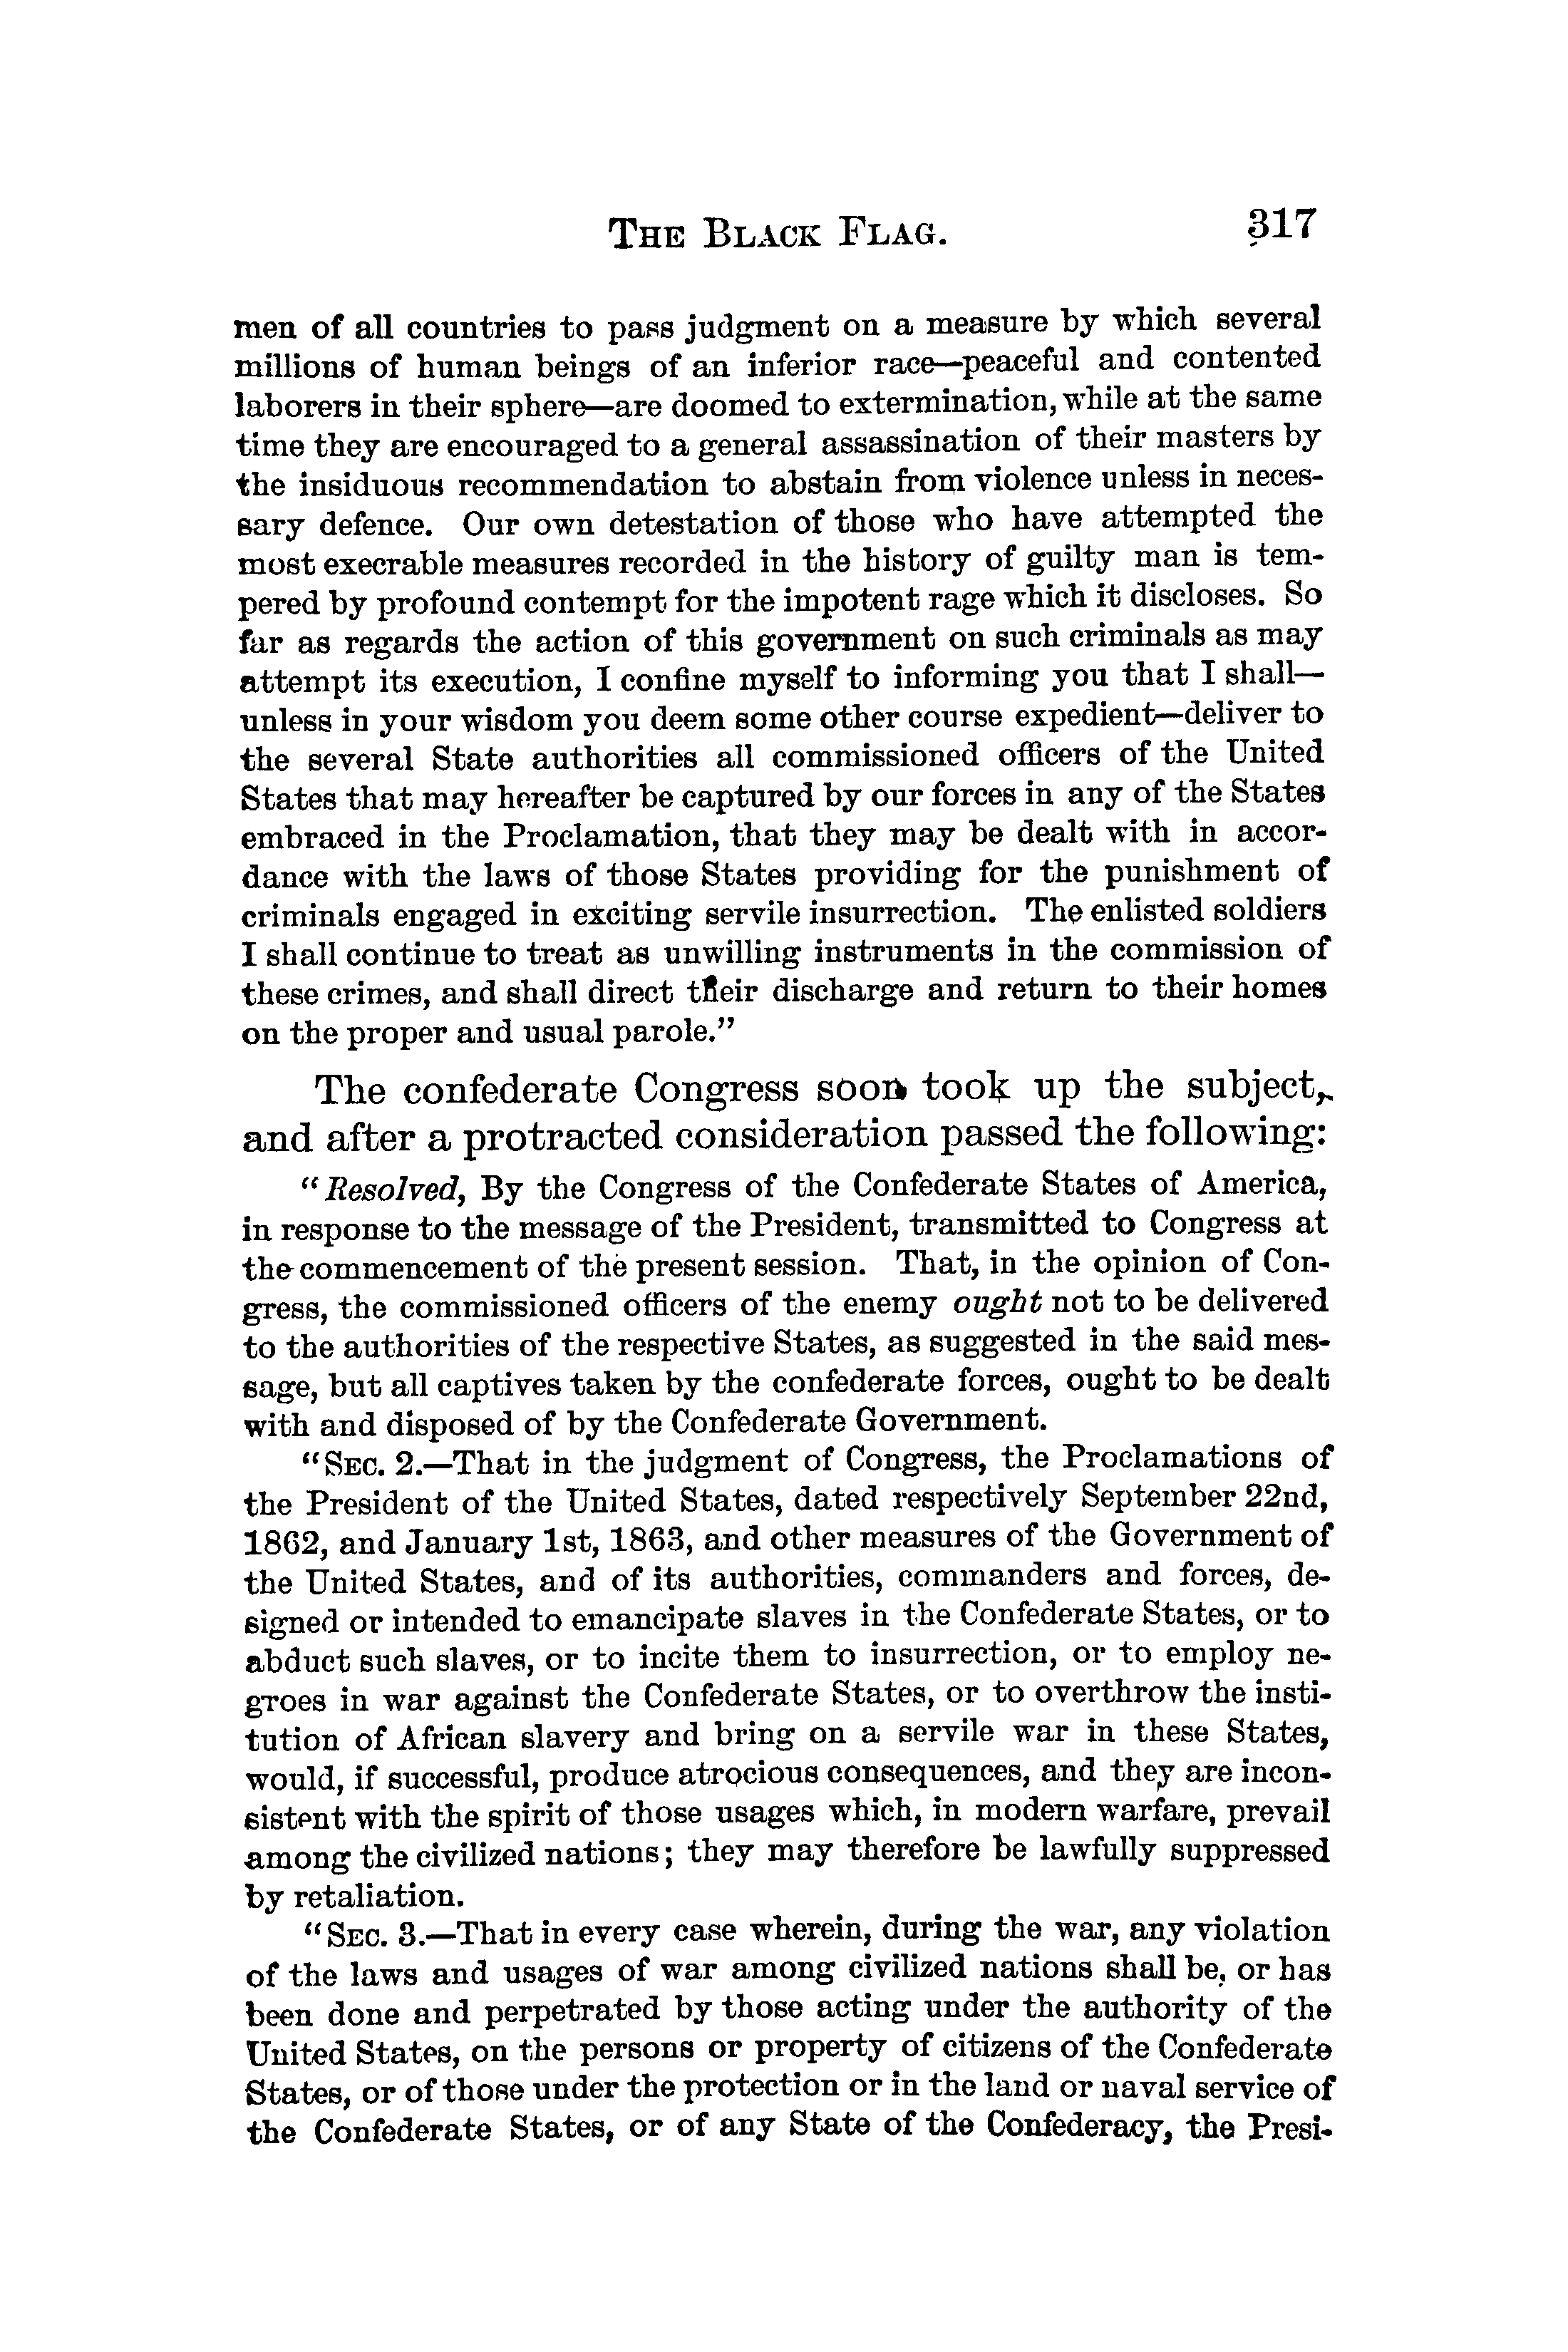 THE BLACK FLAG. 317
men of all countries to pass judgment on a measure by which several
millions of human beings of an inferior race—peaceful and contented
laborers in their sphere—are doomed to extermination, while at the same
time they are encouraged to a general assassination of their masters by
the insiduous recommendation to abstain from violence unless in neces-
sary defence. Our own detestation of those who have attempted the
most execrable measures recorded in the history of guilty man is tem-
pered by profound contempt for the impotent rage which it discloses. So
far as regards the action of this government on such criminals as may
attempt its execution, I confine myself to informing you that I shall—
unless in your wisdom you deem some other course expedient—deliver to
the several State authorities all commissioned officers of the United
States that may hereafter be captured by our forces in any of the States
embraced in the Proclamation, that they may be dealt with in accor-
dance with the laws of those States providing for the punishment of
criminals engaged in exciting servile insurrection. The enlisted soldiers
I shall continue to treat as unwilling instruments in the commission of
these crimes, and shall direct their discharge and return to their homes
on the proper and usual parole.”
The confederate Congress soon took up the subject,
and after a protracted consideration passed the following:
“Resolved, By the Congress of the Confederate States of America,
in response to the message of the President, transmitted to Congress at
the commencement of the present session. That, in the opinion of Con-
gress, the commissioned officers of the enemy ought not to be delivered
to the authorities of the respective States, as suggested in the said mes-
sage, but all captives taken by the confederate forces, ought to be dealt
with and disposed of by the Confederate Government.
“SEC. 2.—That in the judgment of Congress, the Proclamations of
the President of the United States, dated respectively September 22nd,
1862, and January 1st, 1863, and other measures of the Government of
the United States, and of its authorities, commanders and forces, de-
signed or intended to emancipate slaves in the Confederate States, or to
abduct such slaves, or to incite them to insurrection, or to employ ne-
groes in war against the Confederate States, or to overthrow the insti-
tution of African slavery and bring on a servile war in these States,
would, if successful, produce atrocious consequences, and they are incon-
sistent with the spirit of those usages which, in modern warfare, prevail
among the civilized nations; they may therefore be lawfully suppressed
by retaliation.
“SEC. 3.—That in every case wherein, during the war, any violation
of the laws and usages of war among civilized nations shall be, or has
been done and perpetrated by those acting under the authority of the
United States, on the persons or property of citizens of the Confederate
States, or of those under the protection or in the land or naval service of
the Confederate States, or of any State of the Confederacy, the Presi-